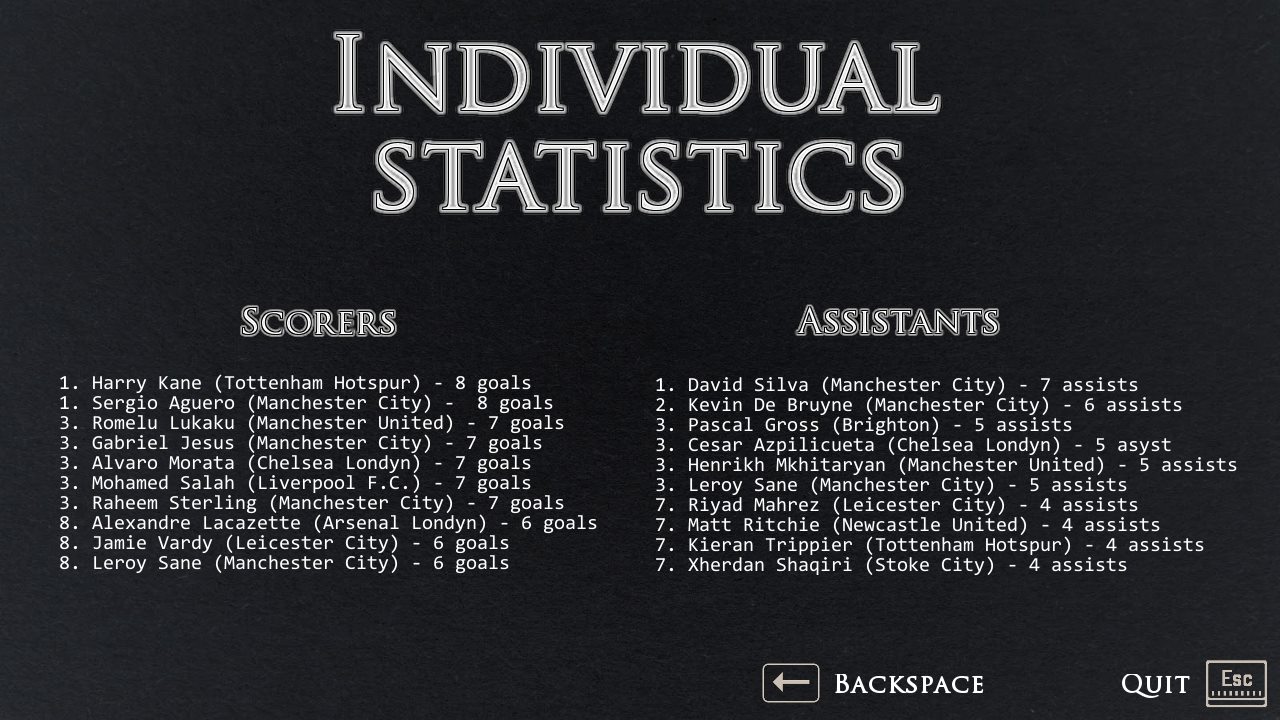 Individual
Statistics
Scorers
1. Harry Kane (Tottenham Hotspur) - 8 goals
1. Sergio Aguero (Manchester City) -  8 goals
3. Romelu Lukaku (Manchester United) - 7 goals
3. Gabriel Jesus (Manchester City) - 7 goals
3. Alvaro Morata (Chelsea Londyn) - 7 goals
3. Mohamed Salah (Liverpool F.C.) - 7 goals
3. Raheem Sterling (Manchester City) - 7 goals
8. Alexandre Lacazette (Arsenal Londyn) - 6 goals
8. Jamie Vardy (Leicester City) - 6 goals
8. Leroy Sane (Manchester City) - 6 goals
Assistants
1. David Silva (Manchester City) - 7 assists
2. Kevin De Bruyne (Manchester City) - 6 assists
3. Pascal Gross (Brighton) - 5 assists
3. Cesar Azpilicueta (Chelsea Londyn) - 5 asyst
3. Henrikh Mkhitaryan (Manchester United) - 5 assists
3. Leroy Sane (Manchester City) - 5 assists
7. Riyad Mahrez (Leicester City) - 4 assists
7. Matt Ritchie (Newcastle United) - 4 assists
7. Kieran Trippier (Tottenham Hotspur) - 4 assists
7. Xherdan Shaqiri (Stoke City) - 4 assists
Backspace
Quit Esc